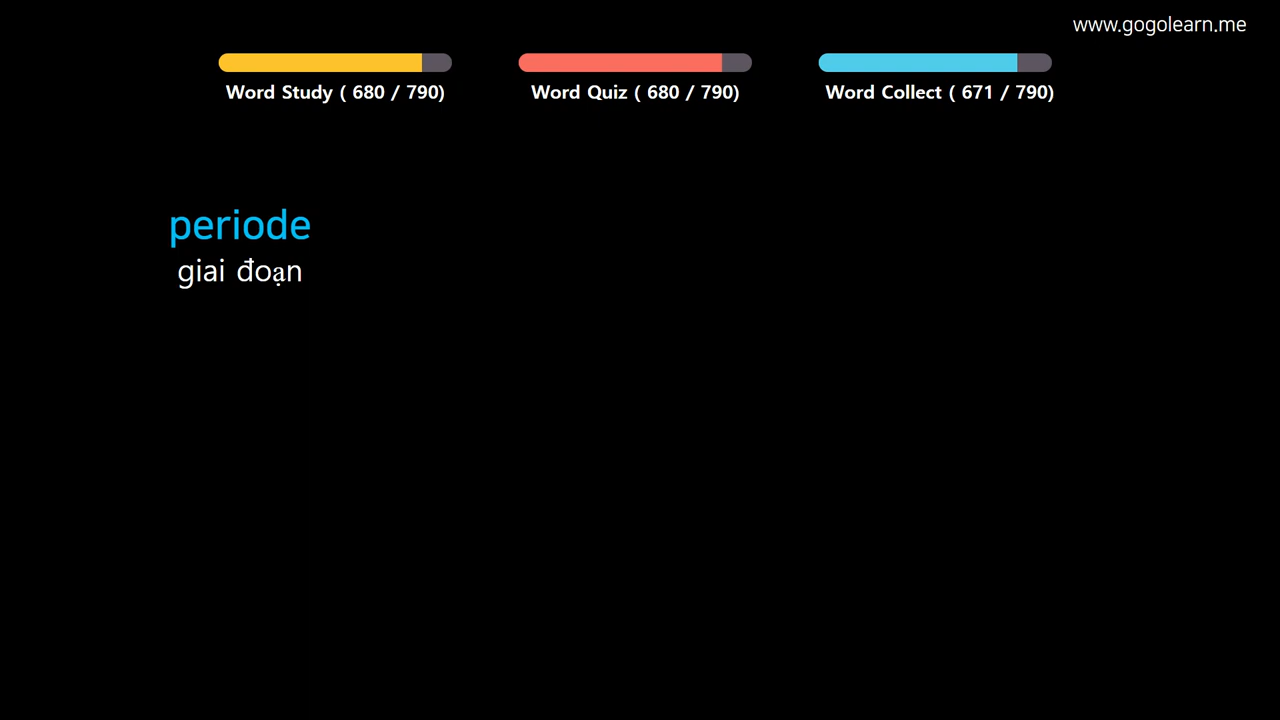 www.gogolearn.me
Word Study ( 680 / 790)
Word Quiz ( 680 / 790)
Word Collect ( 671 / 790)
periode
giai đoạn